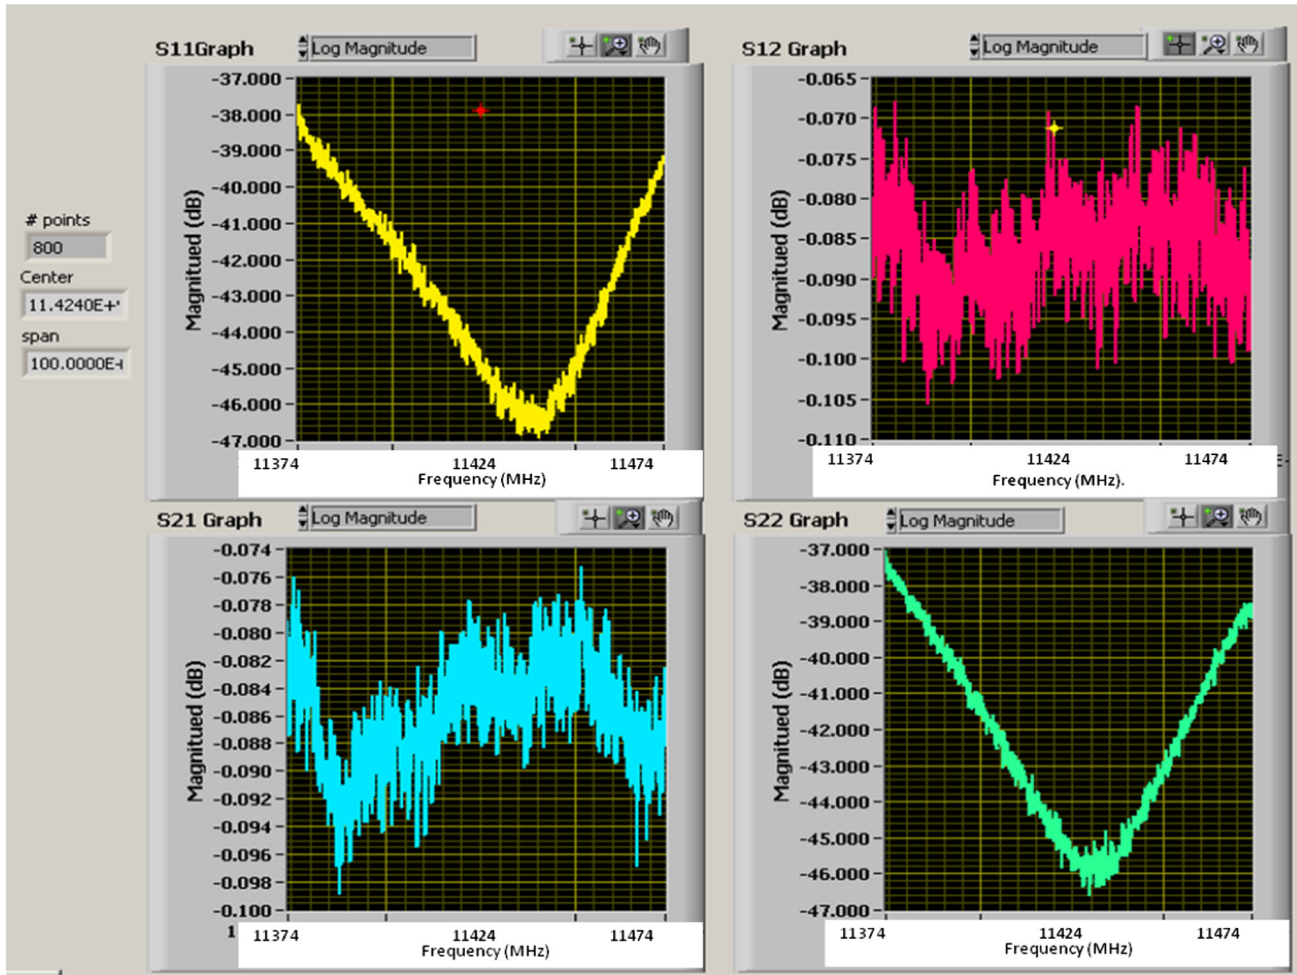 S11Graph
Log Magnitude
-37.000
-38.000
-39.000
-40.000
-41.000
-42.000
-43.000
-44.000
-45.000
-46.000
-47.000
Magnitued (dB)
11374
11424
11474
Frequency (MHz)
S12 Graph
Log Magnitude
-0.065
-0.070
-0.075
-0.080
-0.085
-0.090
-0.095
-0.100
-0.105
-0.110
Magnitued (dB)
11374
11424
11474
E-
Frequency (MHz).
# points
800
Center
11.4240E+
span
100.0000E+
S21 Graph
Log Magnitude
-0.074
-0.076
-0.078
-0.080
-0.082
-0.084
-0.086
-0.088
-0.090
-0.092
-0.094
-0.096
-0.098
-0.100
Magnitued (dB)
1
11374
11424
11474
Frequency (MHz)
S22 Graph
Log Magnitude
-37.000
-38.000
-39.000
-40.000
-41.000
-42.000
-43.000
-44.000
-45.000
-46.000
-47.000
Magnitued (dB)
11374
11424
11474
Frequency (MHz)